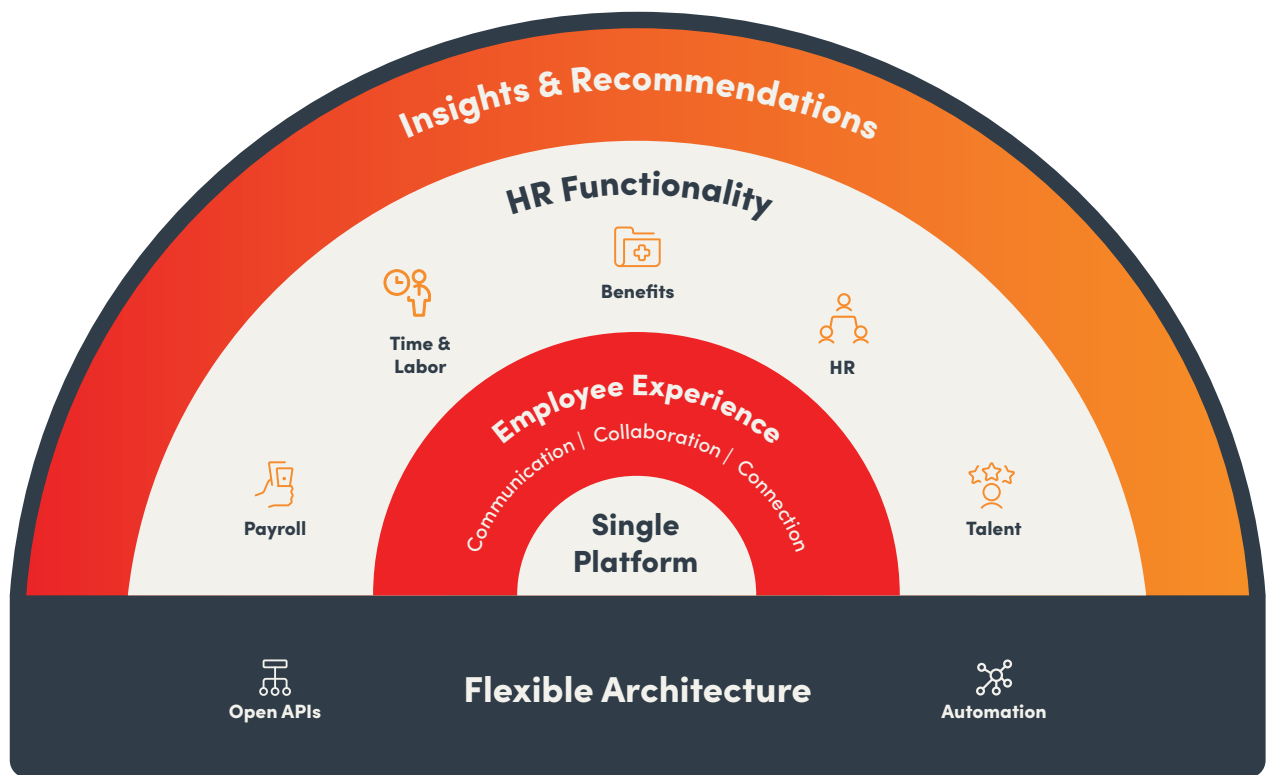 Insights & Recommendations
HR Functionality
Benefits
Time &
Labor
HR
Employee Experience
Communication | Collaboration | Connection
Payroll
Talent
Single
Platform
Flexible Architecture
Open APIs
Automation